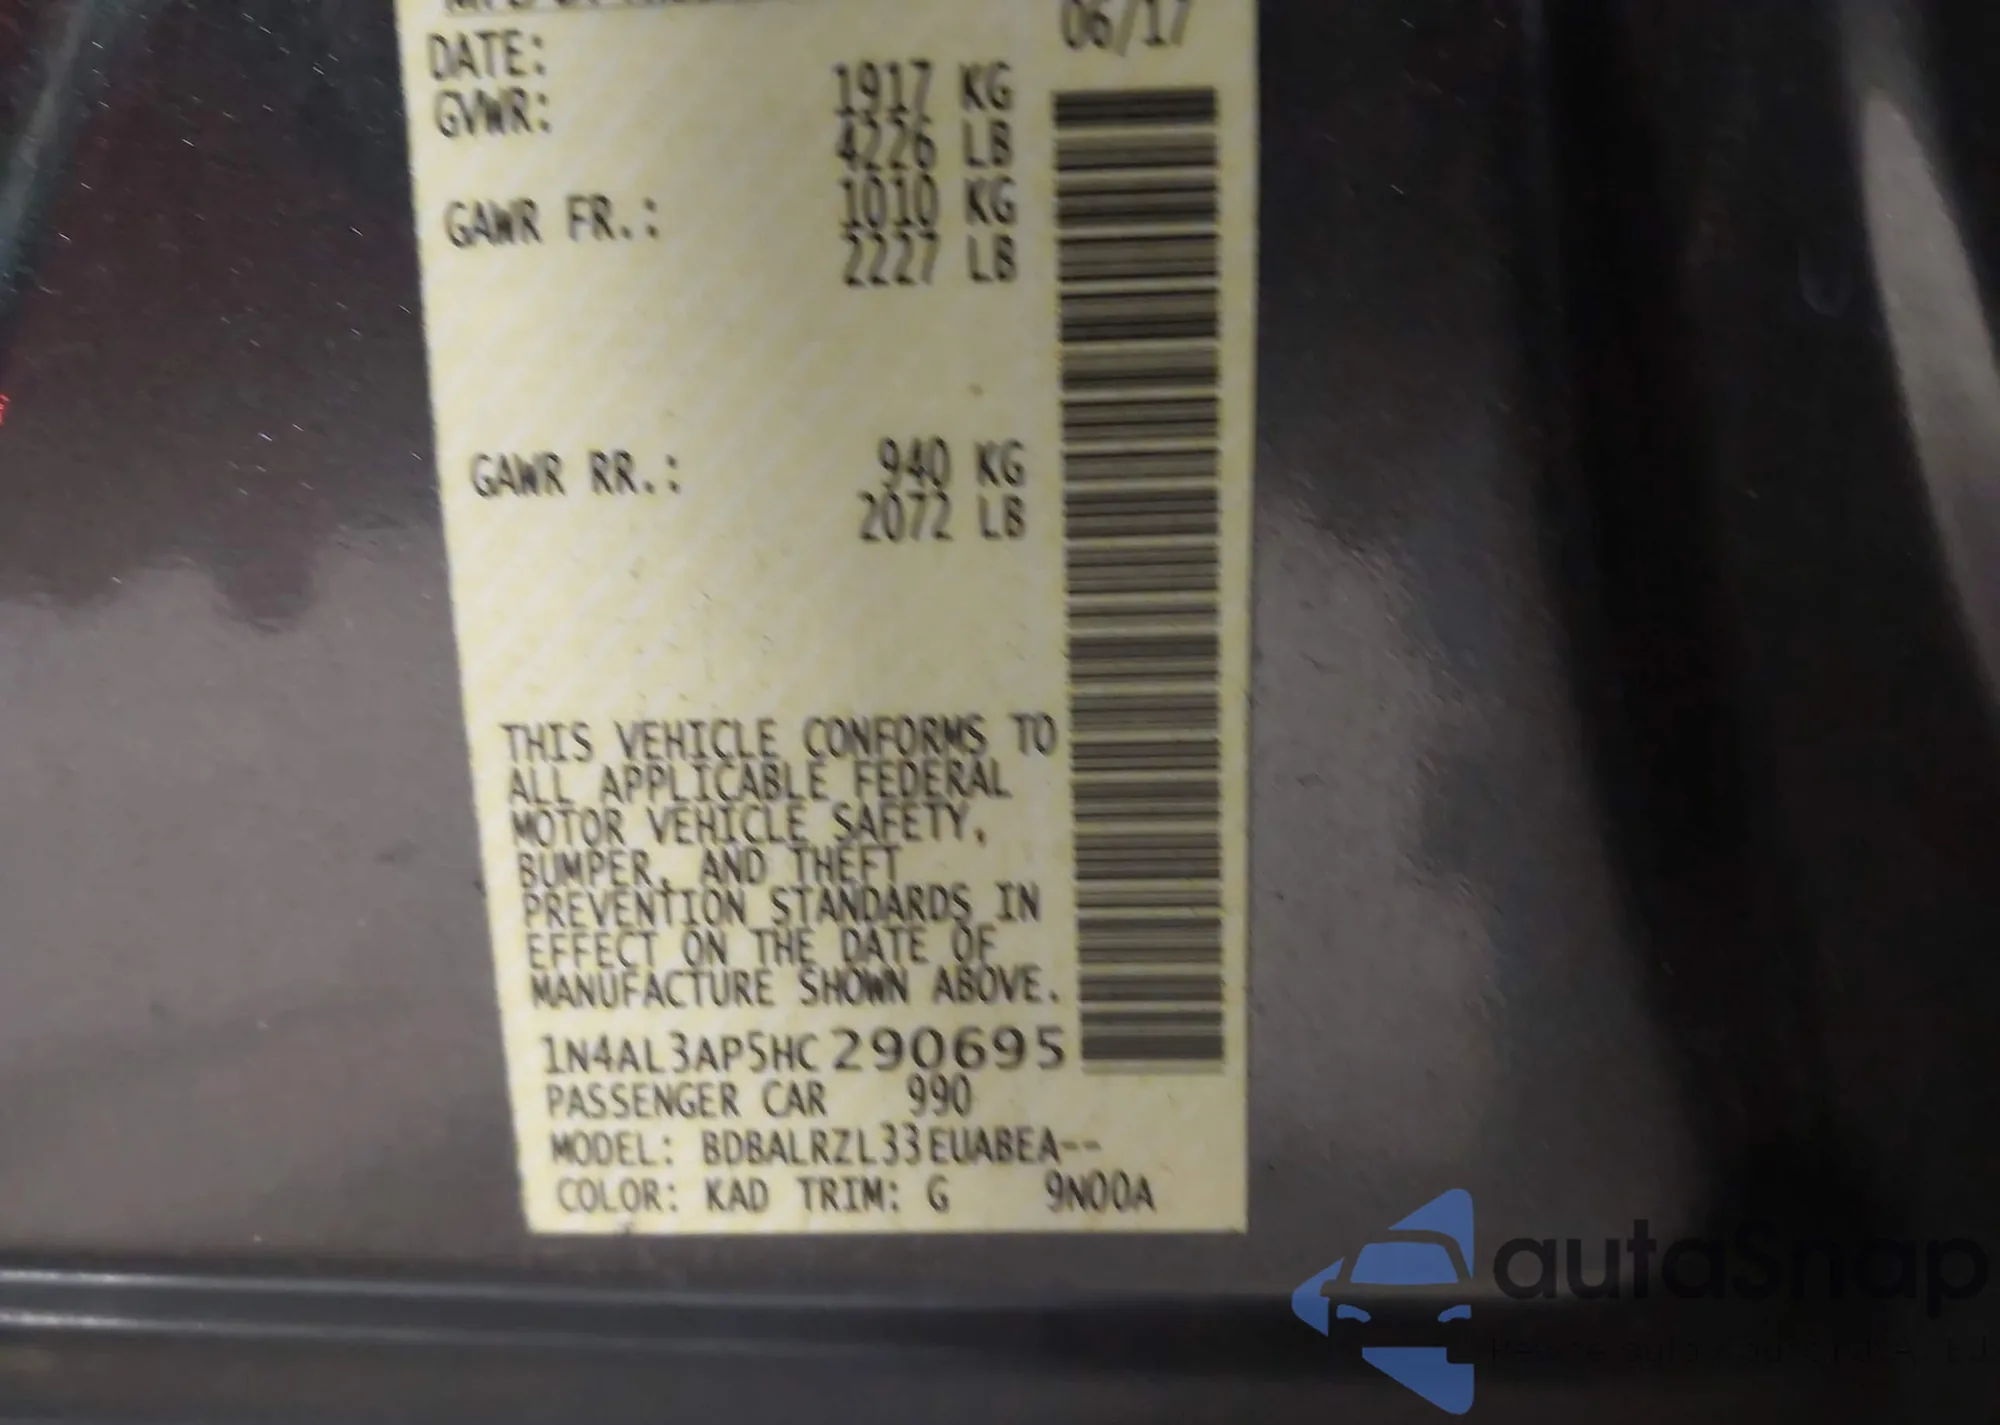 06/17
DATE:
GVWR: 1917 KG
4226 LB
GAWR FR.: 1010 KG
2227 LB
GAWR RR.: 940 KG
2072 LB
THIS VEHICLE CONFORMS TO
ALL APPLICABLE FEDERAL
MOTOR VEHICLE SAFETY,
BUMPER, AND THEFT
PREVENTION STANDARDS IN
EFFECT ON THE DATE OF
MANUFACTURE SHOWN ABOVE.
1N4AL3AP5HC290695
PASSENGER CAR 990
MODEL: BDBALRZL33EUABEA--
COLOR: KAD TRIM: G 9N00A
autosnap